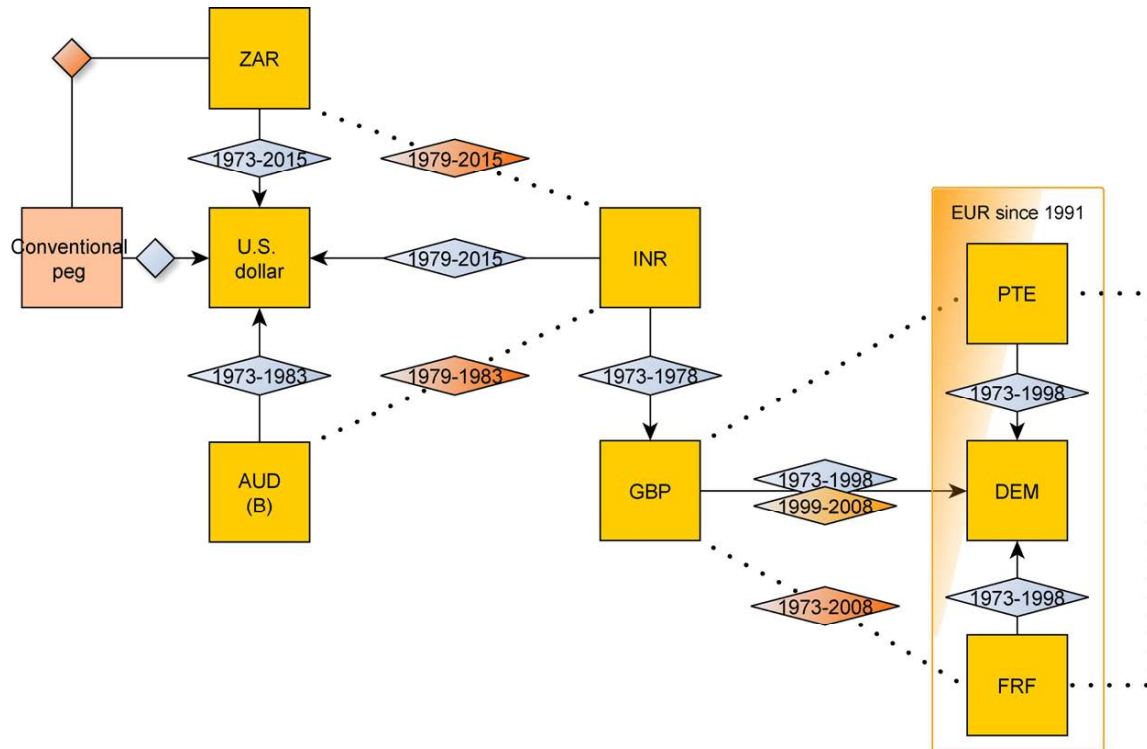 ZAR
1973-2015
1979-2015
Conventional
peg
U.S.
dollar
1979-2015
INR
EUR since 1991
PTE
1973-1983
1979-1983
1973-1978
1973-1998
AUD
(B)
GBP
1973-1998
1999-2008
DEM
1973-2008
1973-1998
FRF